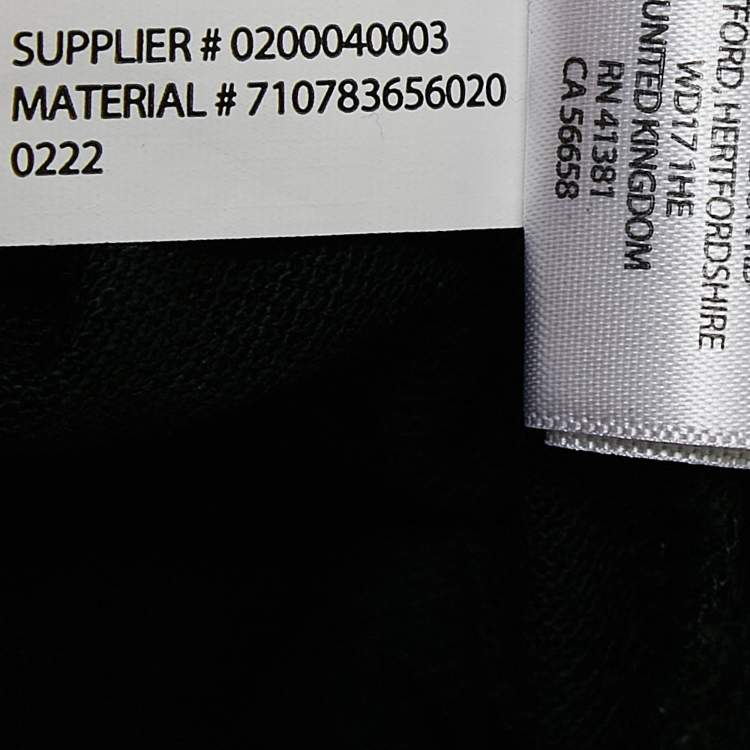 SUPPLIER # 0200040003
MATERIAL # 710783656020
0222
FORD, HERTFORDSHIRE
WD17 1HE
UNITED KINGDOM
RN 41381
CA 56658